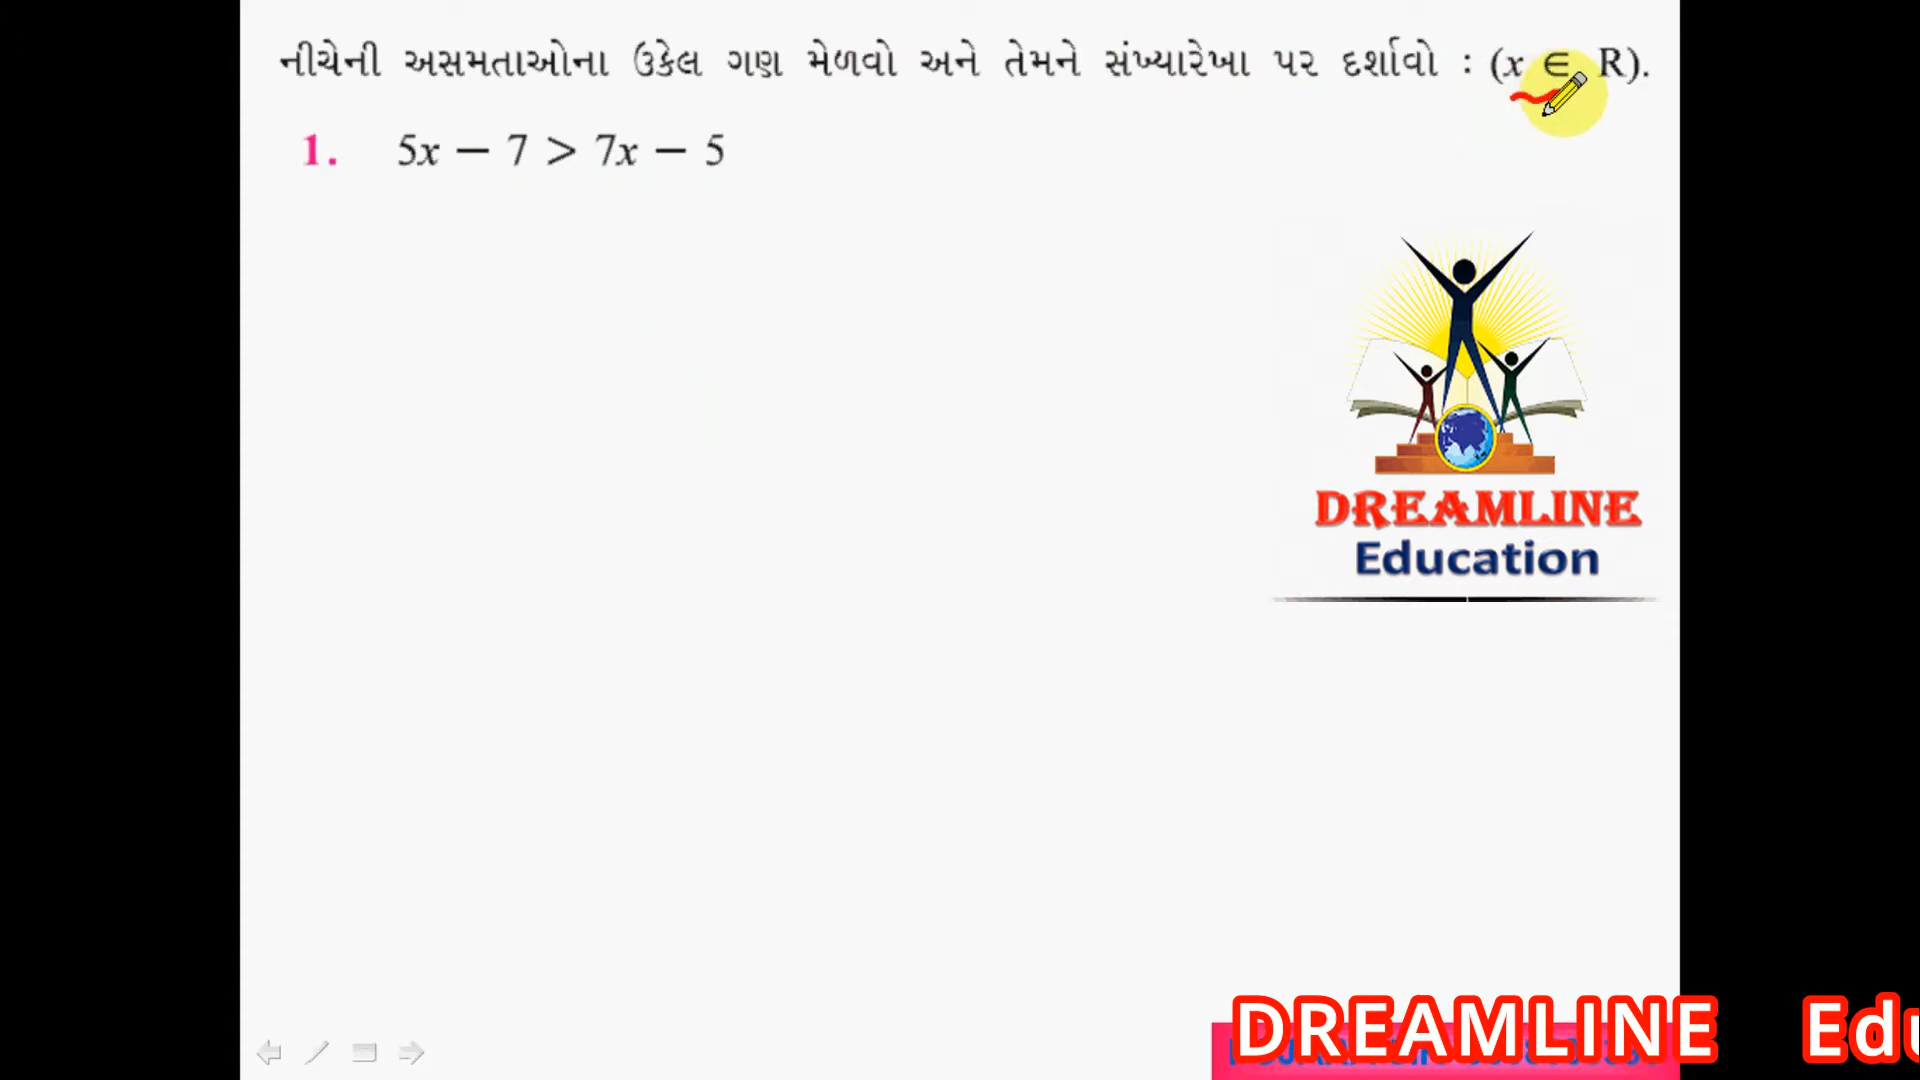 નીચેની અસમતાઓના ઉકેલ ગણ મેળવો અને તેમને સંખ્યારેખા પર દર્શાવો : (x ∈ R).
1. 5x − 7 > 7x − 5
DREAMLINE
Education
DREAMLINE Edu